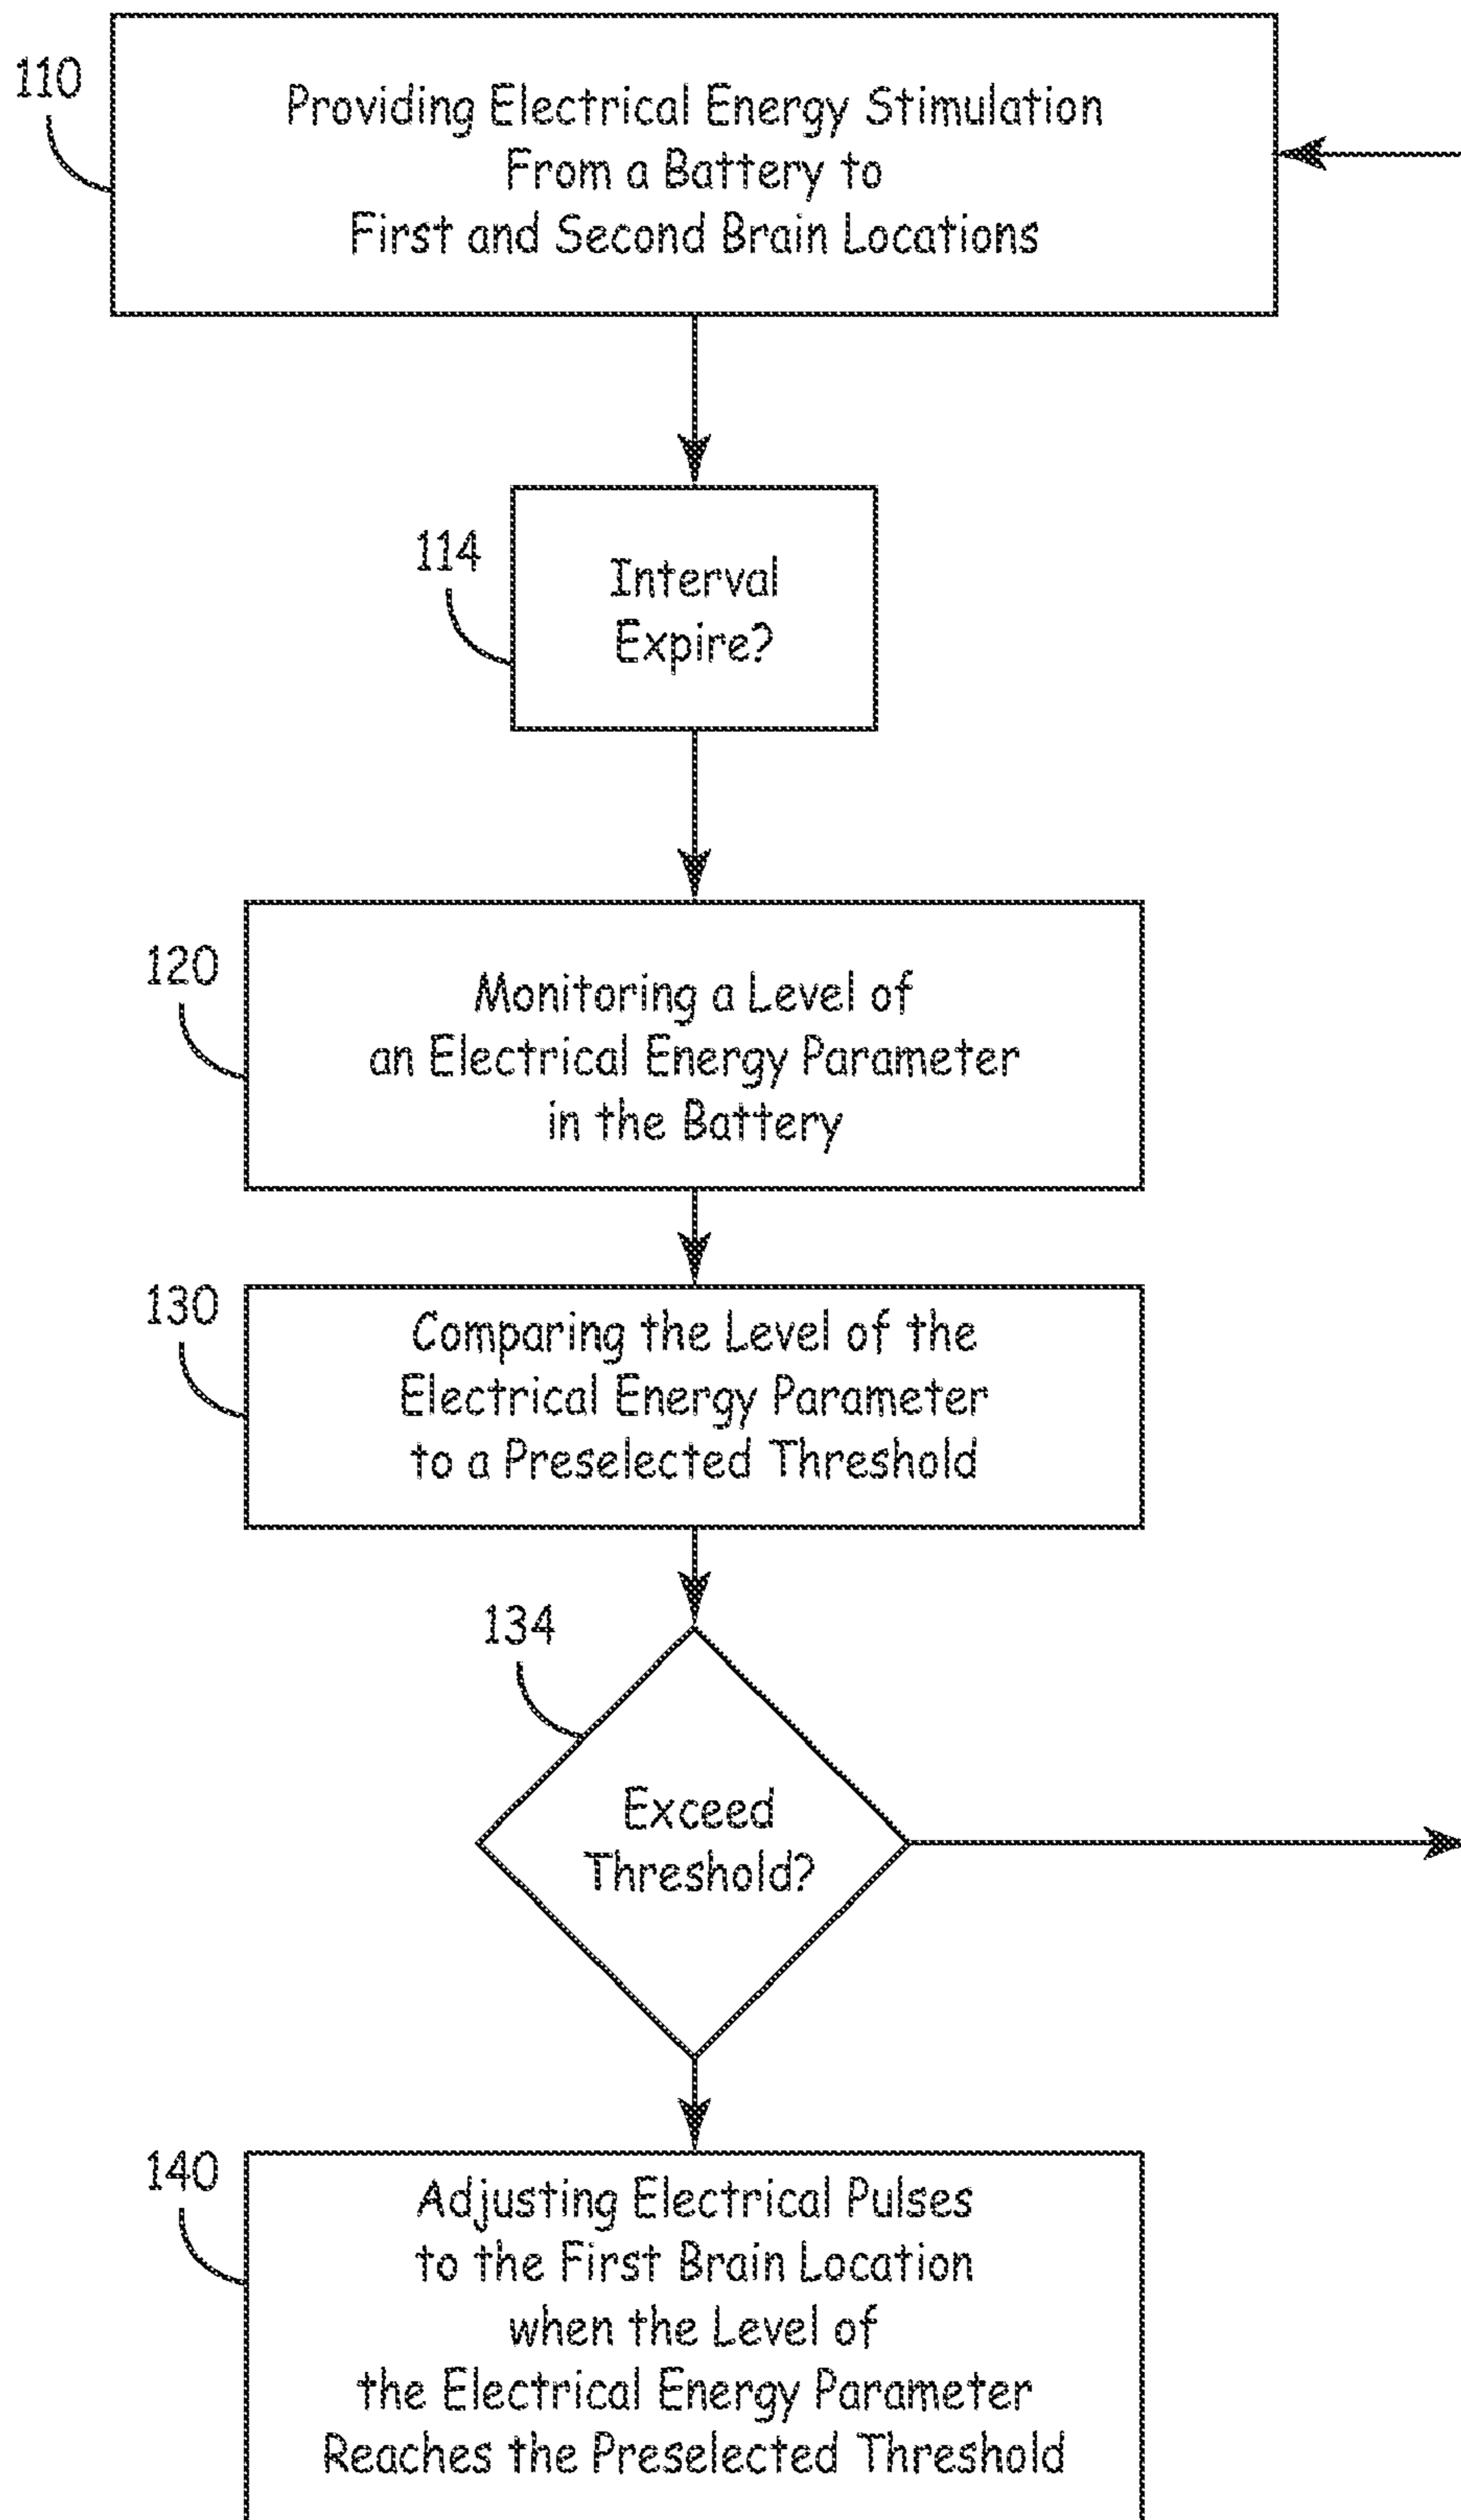 110
Providing Electrical Energy Stimulation
From a Battery to
First and Second Brain Locations
114
Interval
Expire?
120
Monitoring a Level of
an Electrical Energy Parameter
in the Battery
130
Comparing the Level of the
Electrical Energy Parameter
to a Preselected Threshold
134
Exceed
Threshold?
140
Adjusting Electrical Pulses
to the First Brain Location
when the Level of
the Electrical Energy Parameter
Reaches the Preselected Threshold